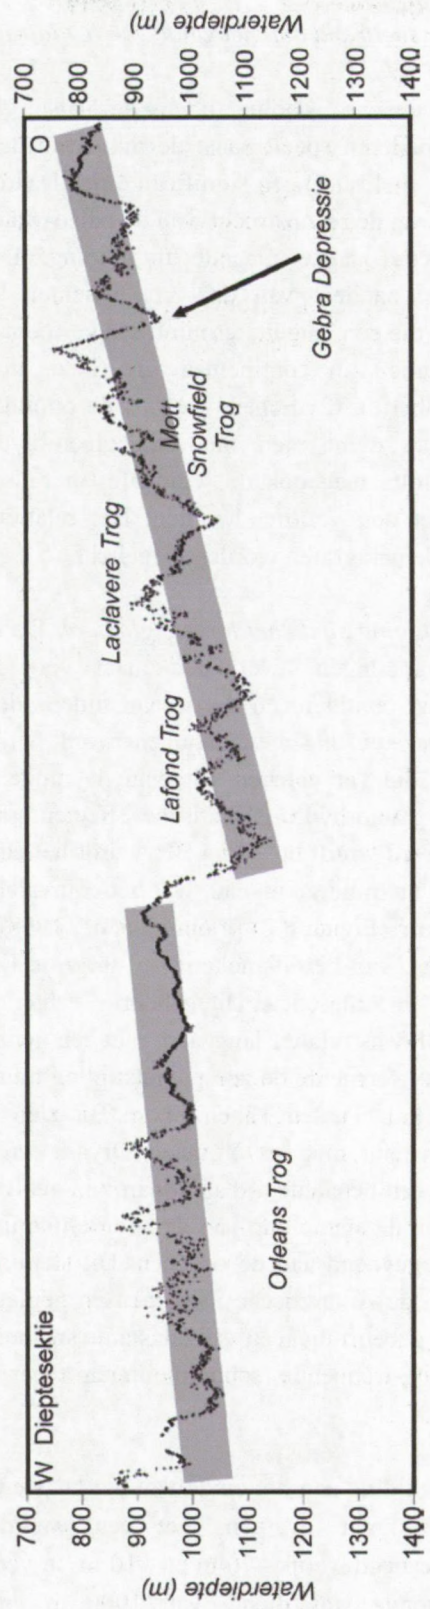 W Dieptesektie
O
Waterdiepte (m)
700
800
900
1000
1100
1200
1300
1400
Orleans Trog
Lafond Trog
Laclavere Trog
Mott
Snowfield
Trog
Gebra Depressie
700
800
900
1000
1100
1200
1300
1400
Waterdiepte (m)